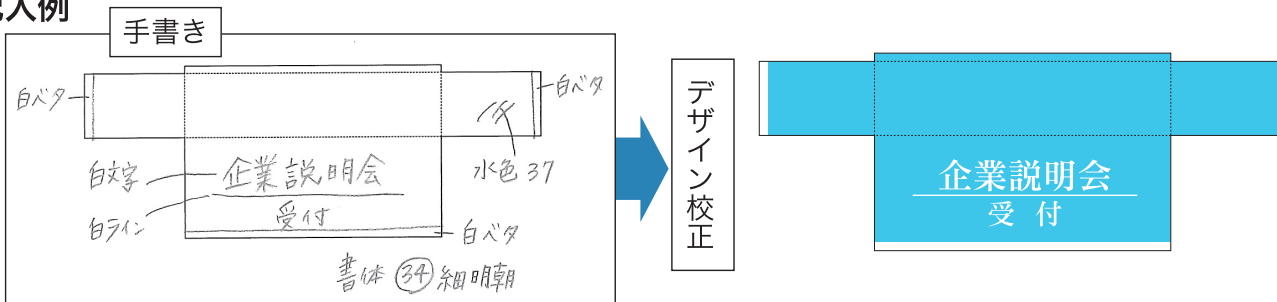 記入例
手書き
白ベタ
白ベタ
白文字
企業説明会
水色37
白ライン
受付
白ベタ
書体 34 細明朝
デザイン校正
企業説明会
受付